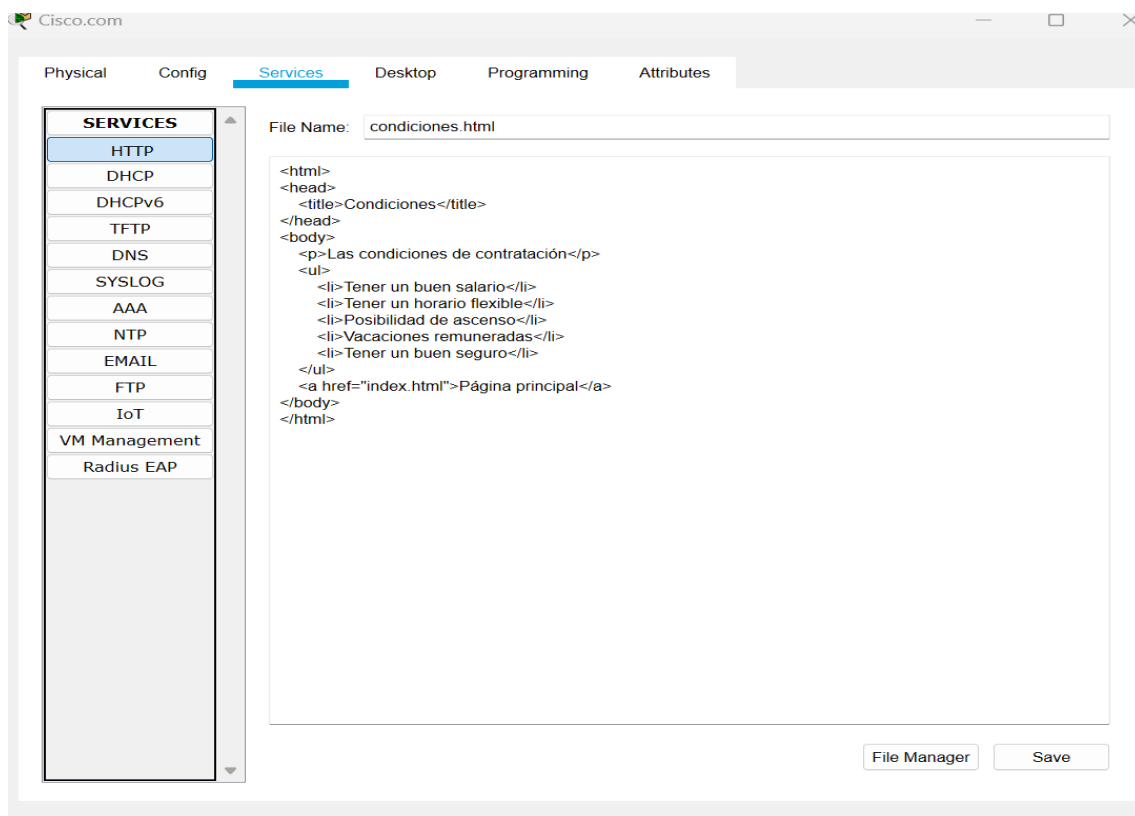 Cisco.com
Physical Config Services Desktop Programming Attributes
SERVICES
HTTP
DHCP
DHCPv6
TFTP
DNS
SYSLOG
AAA
NTP
EMAIL
FTP
IoT
VM Management
Radius EAP
File Name: condiciones.html
<html>
<head>
<title>Condiciones</title>
</head>
<body>
<p>Las condiciones de contratación</p>
<ul>
<li>Tener un buen salario</li>
<li>Tener un horario flexible</li>
<li>Posibilidad de ascenso</li>
<li>Vacaciones remuneradas</li>
<li>Tener un buen seguro</li>
</ul>
<a href="index.html">Página principal</a>
</body>
</html>
File Manager Save